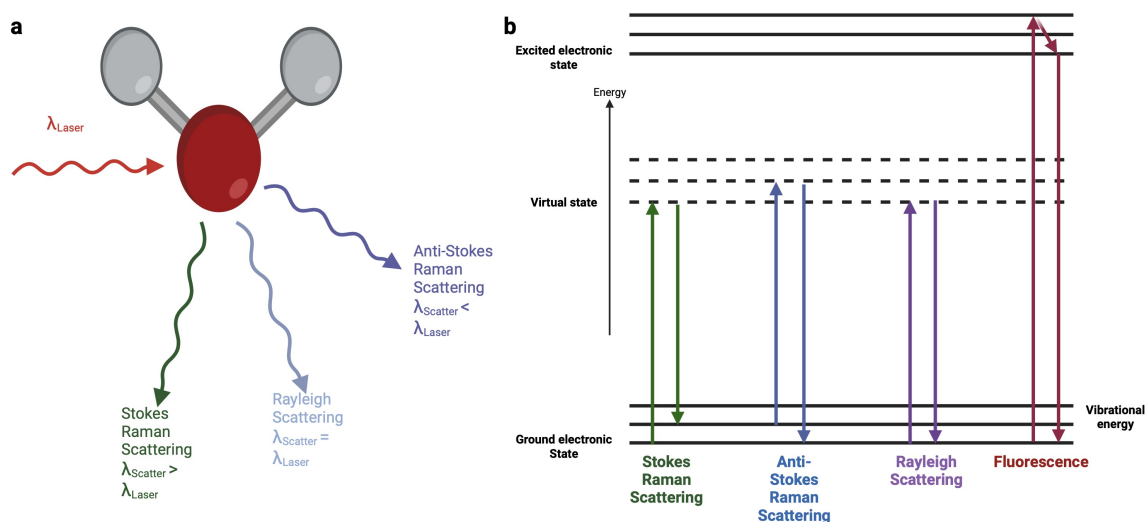 a
λLaser
Anti-Stokes
Raman
Scattering
λScatter <
λLaser
Rayleigh
Scattering
λScatter =
λLaser
Stokes
Raman
Scattering
λScatter >
λLaser
b
Excited electronic
state
Energy
Virtual state
Vibrational
energy
Ground electronic
State
Stokes
Raman
Scattering
Anti-
Stokes
Raman
Scattering
Rayleigh
Scattering
Fluorescence